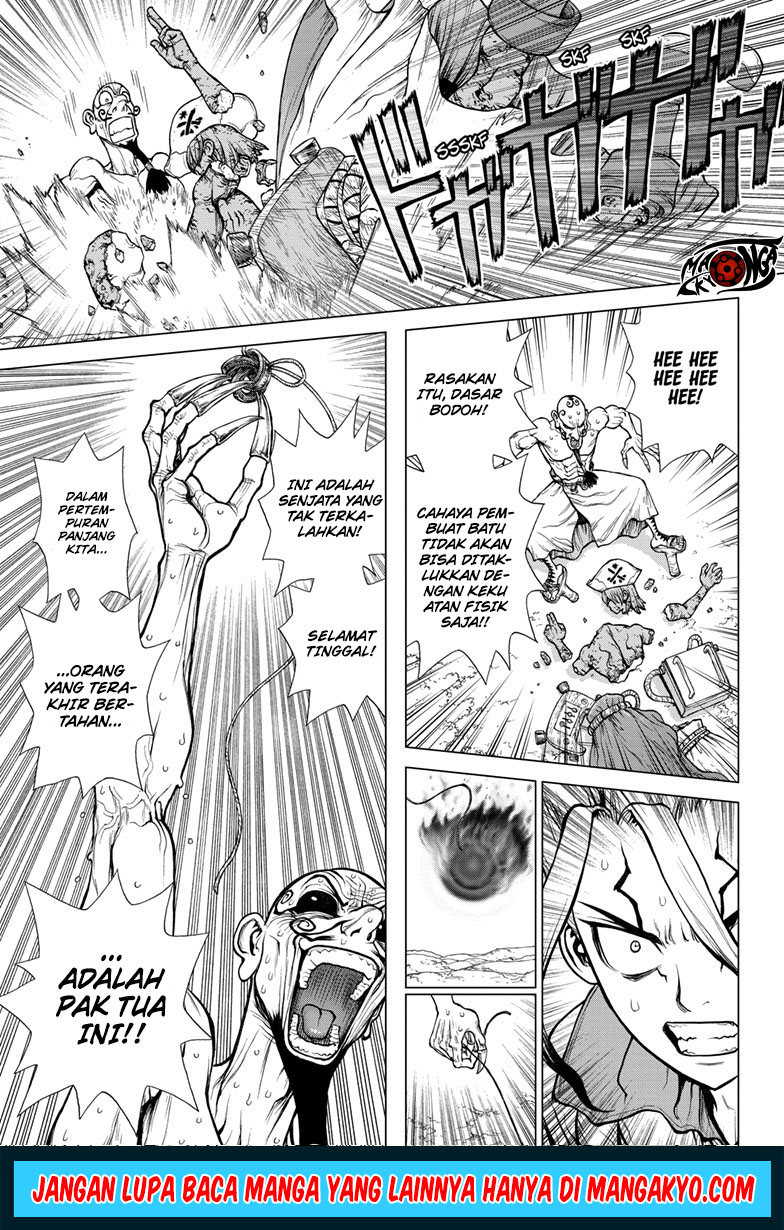 SKF
SKF
SSSKF
ドガガガガ
MA
KYO
NGA
HEE HEE
HEE HEE
HEE!
RASAKAN
ITU, DASAR
BODOH!
CAHAYA PEM-
BUAT BATU
TIDAK AKAN
BISA DITAK-
LUKKAN DE-
NGAN KEKU
ATAN FISIK
SAJA!!
INI ADALAH
SENJATA YANG
TAK TERKA-
LAHKAN!
SELAMAT
TINGGAL!
DALAM
PERTEM-
PURAN
PANJANG
KITA...
...ORANG
YANG TERA-
KHIR BER-
TAHAN...
...
ADALAH
PAK TUA
INI!!
JANGAN LUPA BACA MANGA YANG LAINNYA HANYA DI MANGAKYO.COM